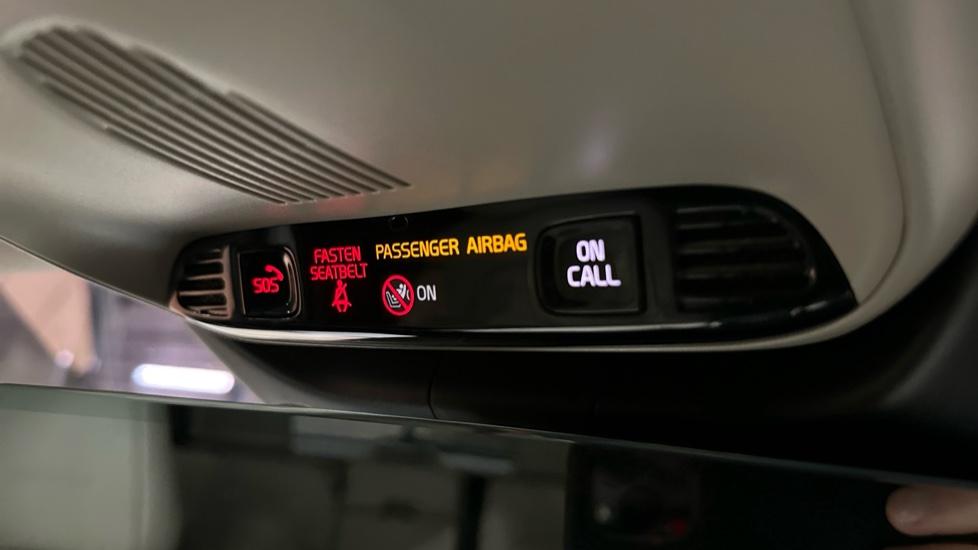 SOS
FASTEN
SEATBELT
PASSENGER AIRBAG
ON
ON
CALL